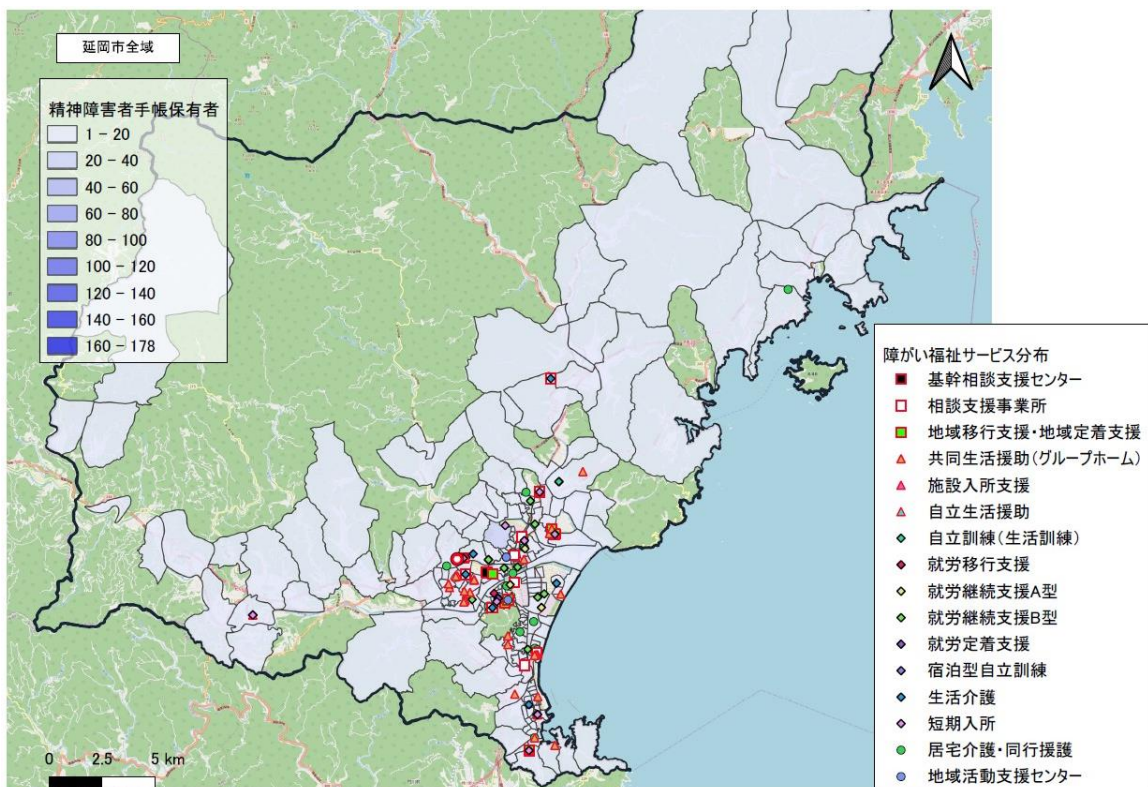 延岡市全域
精神障害者手帳保有者
1 - 20
20 - 40
40 - 60
60 - 80
80 - 100
100 - 120
120 - 140
140 - 160
160 - 178
障がい福祉サービス分布
基幹相談支援センター
相談支援事業所
地域移行支援・地域定着支援
共同生活援助(グループホーム)
施設入所支援
自立生活援助
自立訓練(生活訓練)
就労移行支援
就労継続支援A型
就労継続支援B型
就労定着支援
宿泊型自立訓練
生活介護
短期入所
居宅介護・同行援護
地域活動支援センター
0 2.5 5 km